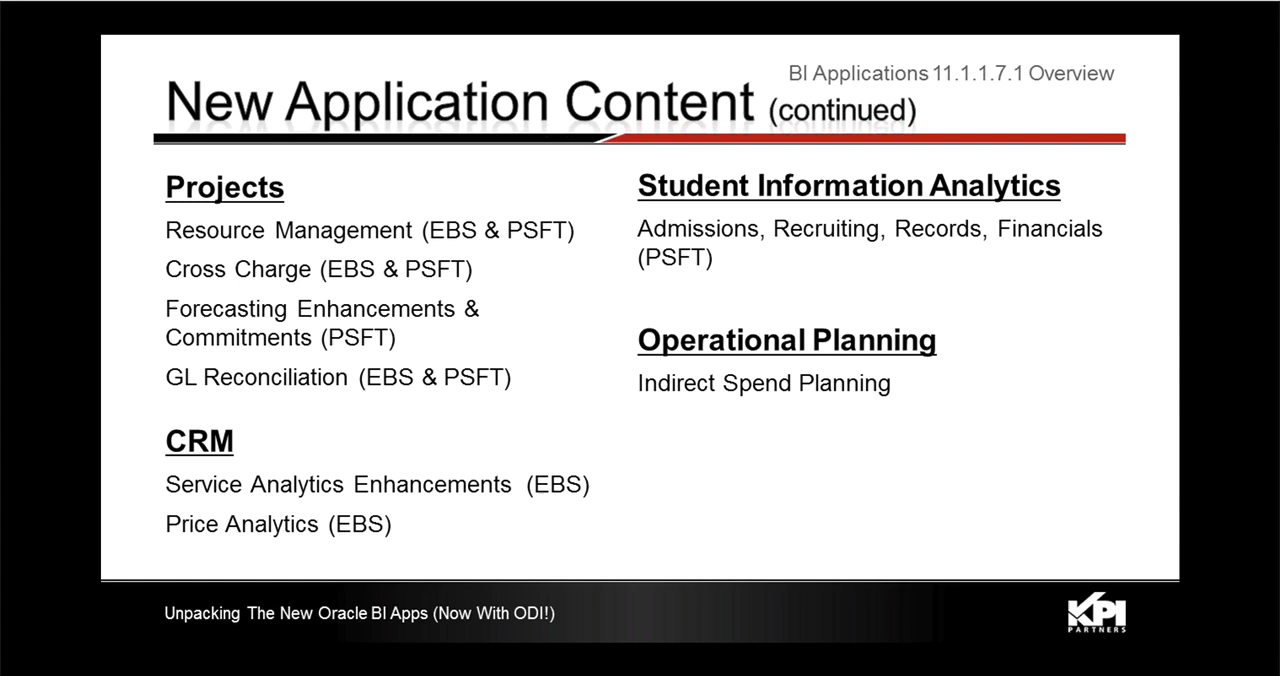 BI Applications 11.1.1.7.1 Overview
New Application Content (continued)
Projects
Resource Management (EBS & PSFT)
Cross Charge (EBS & PSFT)
Forecasting Enhancements &
Commitments (PSFT)
GL Reconciliation (EBS & PSFT)
CRM
Service Analytics Enhancements (EBS)
Price Analytics (EBS)
Student Information Analytics
Admissions, Recruiting, Records, Financials
(PSFT)
Operational Planning
Indirect Spend Planning
Unpacking The New Oracle BI Apps (Now With ODI!)
KPI
PARTNERS